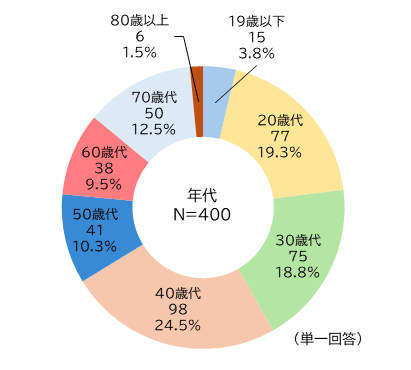 80歳以上
6
1.5%
19歳以下
15
3.8%
20歳代
77
19.3%
30歳代
75
18.8%
40歳代
98
24.5%
50歳代
41
10.3%
60歳代
38
9.5%
70歳代
50
12.5%
年代
N=400
（単一回答）